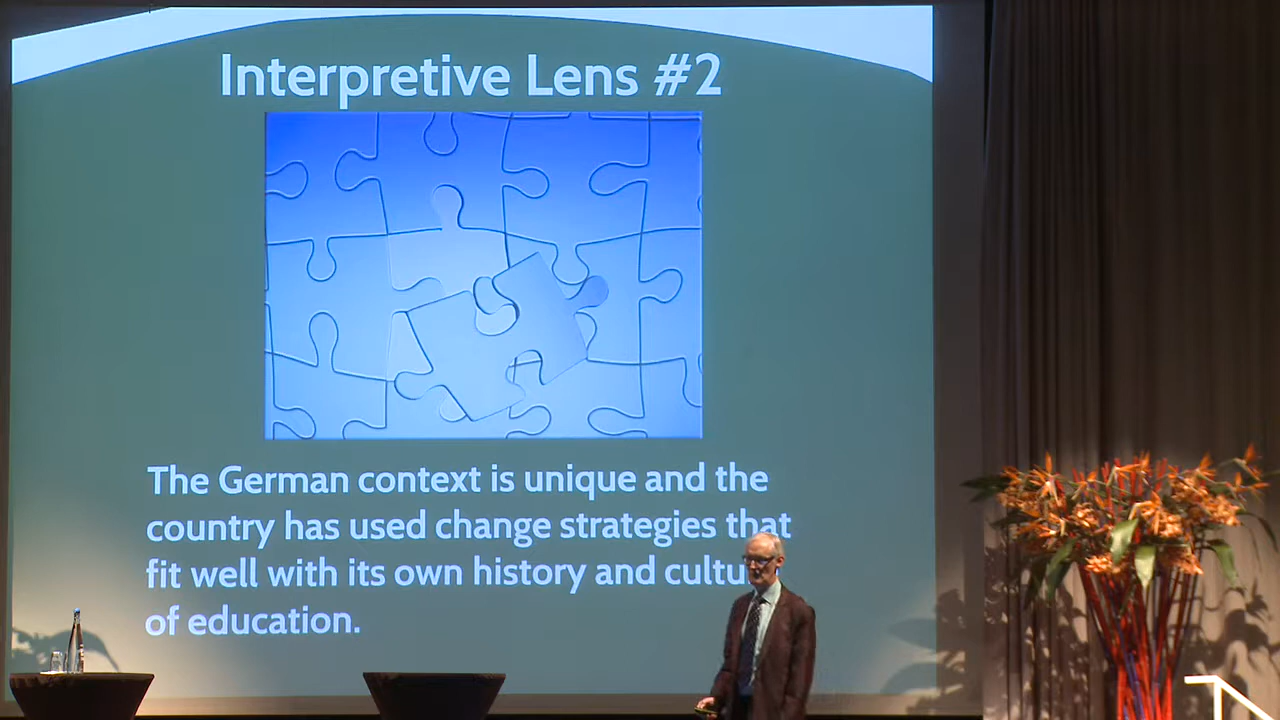 Interpretive Lens #2
The German context is unique and the
country has used change strategies that
fit well with its own history and
of education.